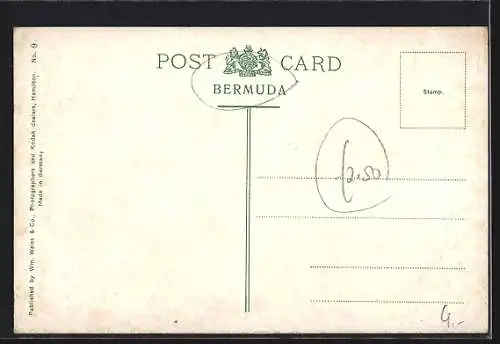 POST CARD
BERMUDA
Stamp.
Published by Wm. Weiss & Co., Photographers and Kodak dealers, Hamilton. No. 9
Made in Germany
2.50
4.-